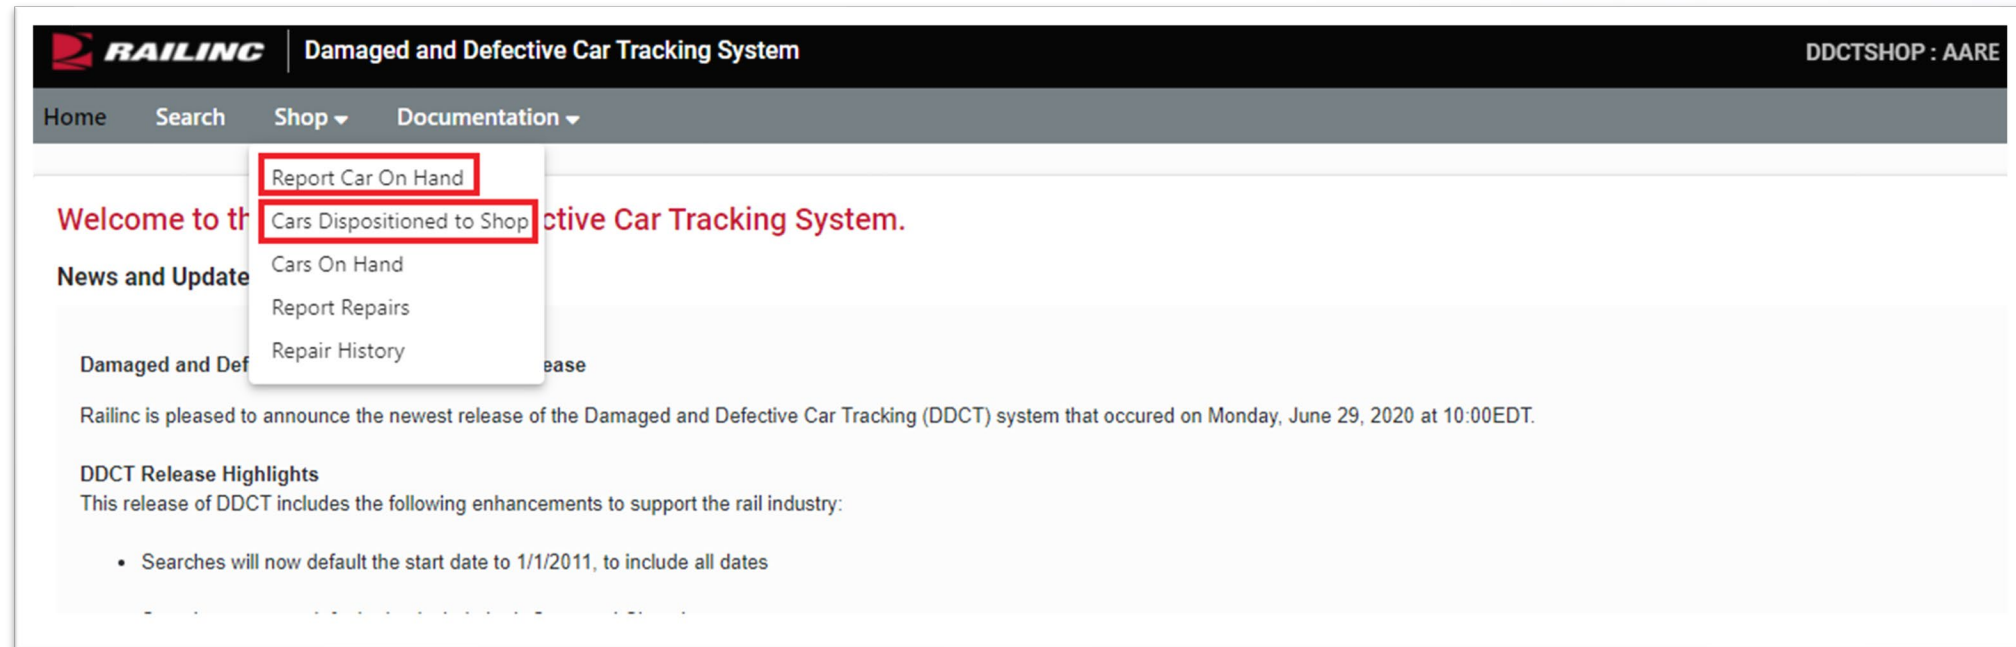 RAILINC Damaged and Defective Car Tracking System DDCTSHOP : AARE
Home Search Shop Documentation
Report Car On Hand
Cars Dispositioned to Shop
Cars On Hand
Report Repairs
Repair History
Welcome to th ctive Car Tracking System.
News and Update
Damaged and Def ease
Railinc is pleased to announce the newest release of the Damaged and Defective Car Tracking (DDCT) system that occured on Monday, June 29, 2020 at 10:00EDT.
DDCT Release Highlights
This release of DDCT includes the following enhancements to support the rail industry:
• Searches will now default the start date to 1/1/2011, to include all dates